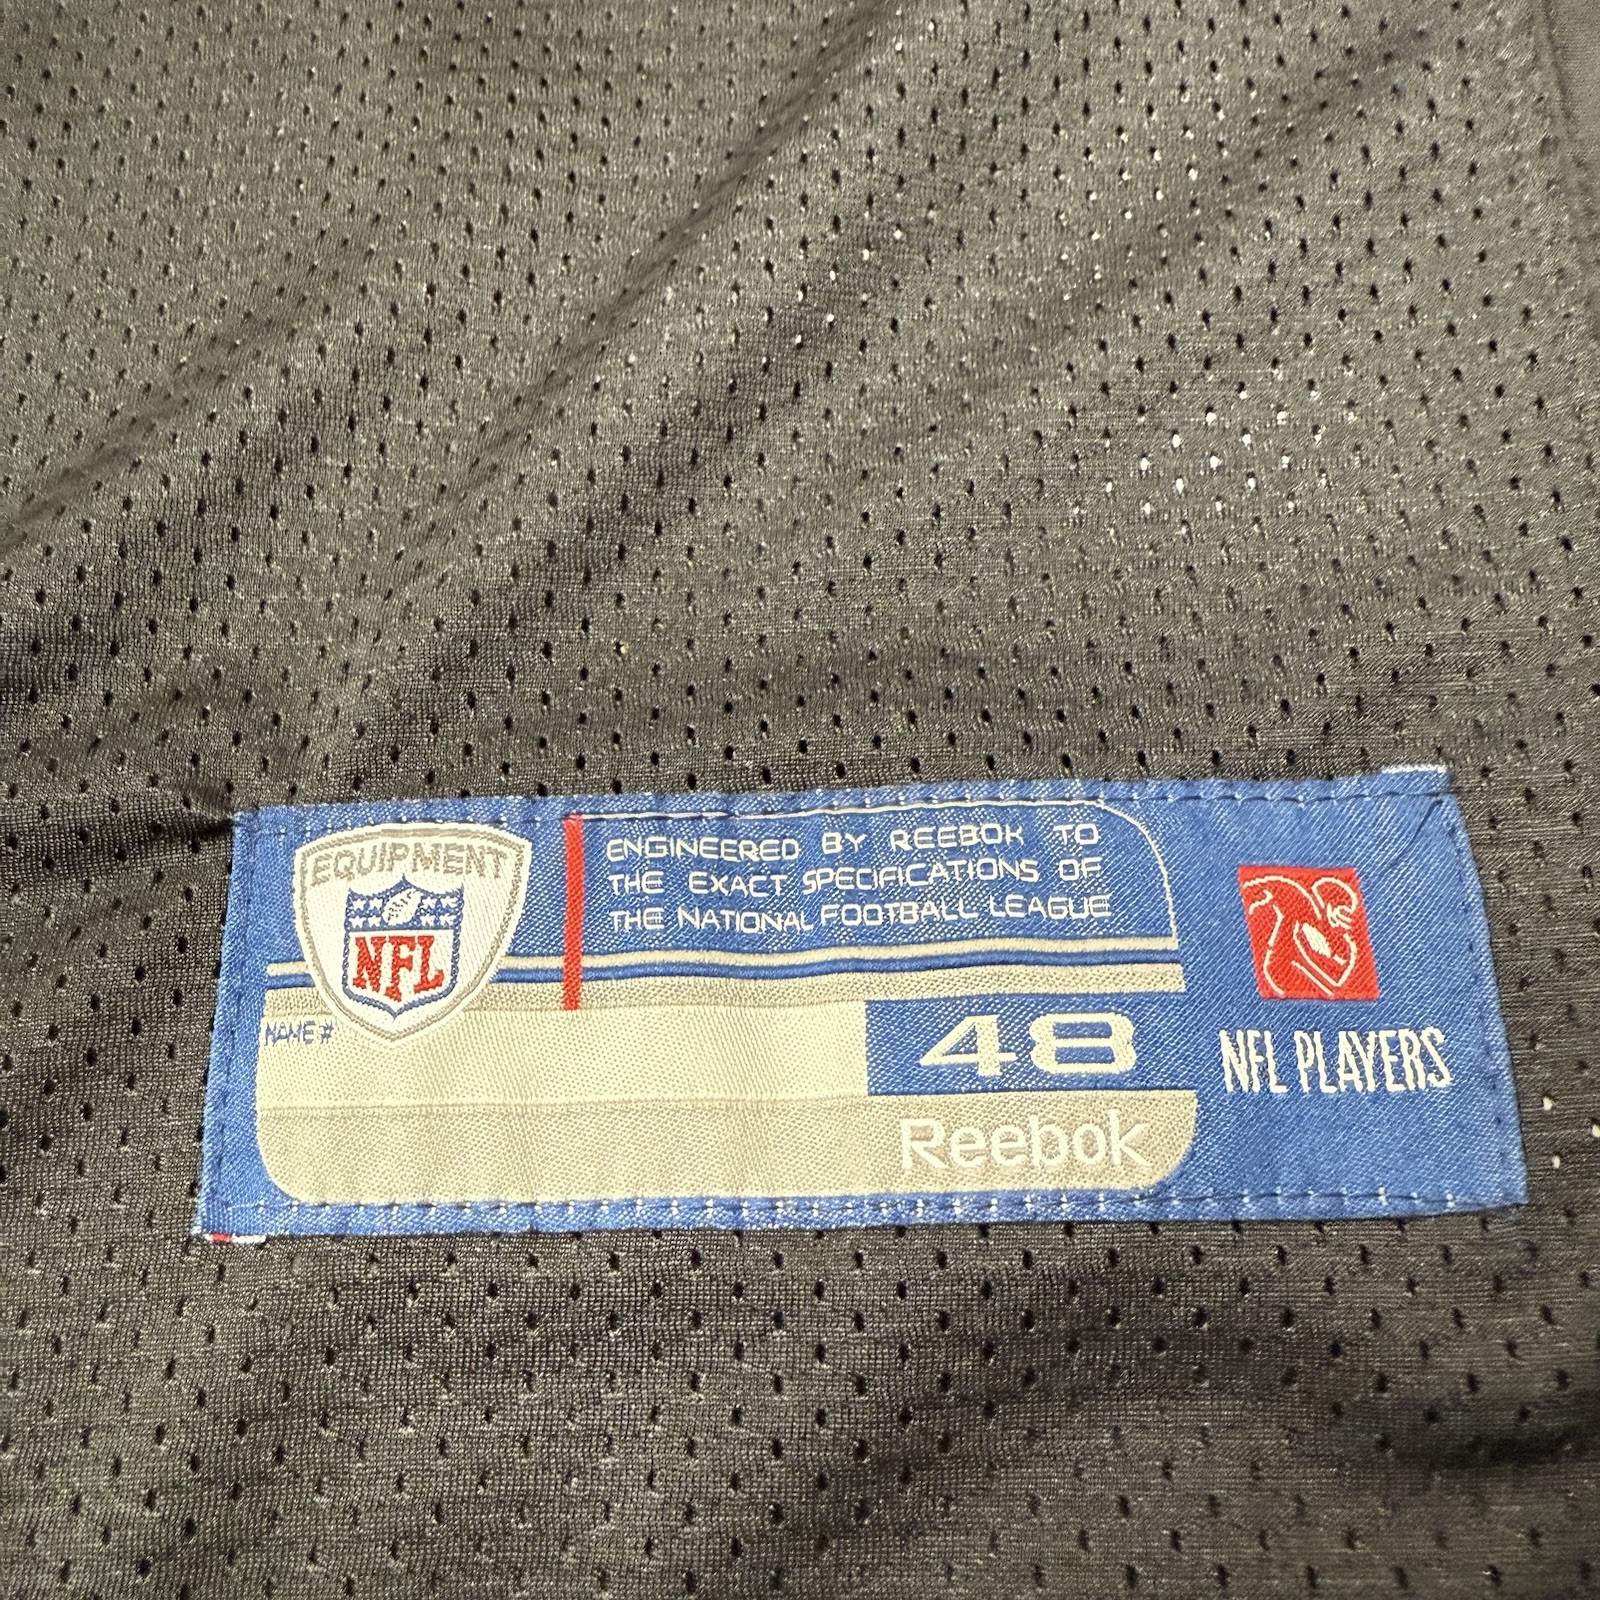 EQUIPMENT
NFL
ENGINEERED BY REEBOK TO
THE EXACT SPECIFICATIONS OF
THE NATIONAL FOOTBALL LEAGUE
NAME #
48
Reebok
NFL PLAYERS